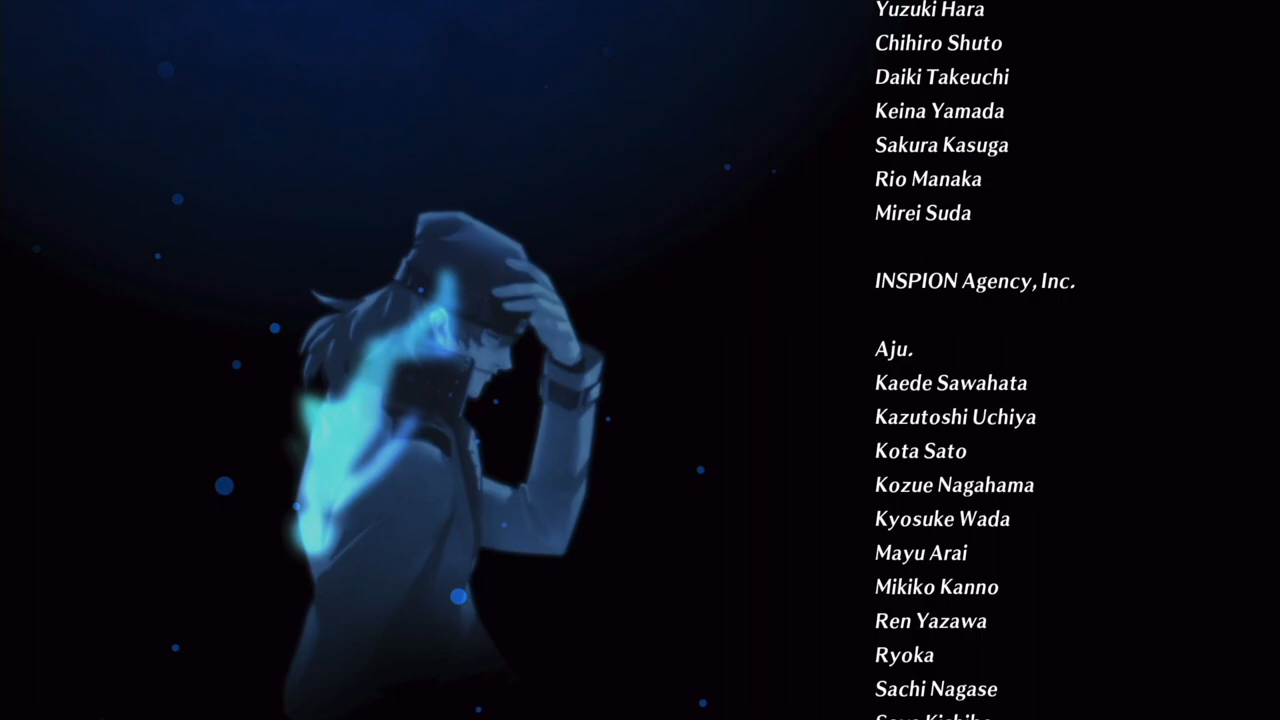 Yuzuki Hara
Chihiro Shuto
Daiki Takeuchi
Keina Yamada
Sakura Kasuga
Rio Manaka
Mirei Suda
INSPION Agency, Inc.
Aju.
Kaede Sawahata
Kazutoshi Uchiya
Kota Sato
Kozue Nagahama
Kyosuke Wada
Mayu Arai
Mikiko Kanno
Ren Yazawa
Ryoka
Sachi Nagase